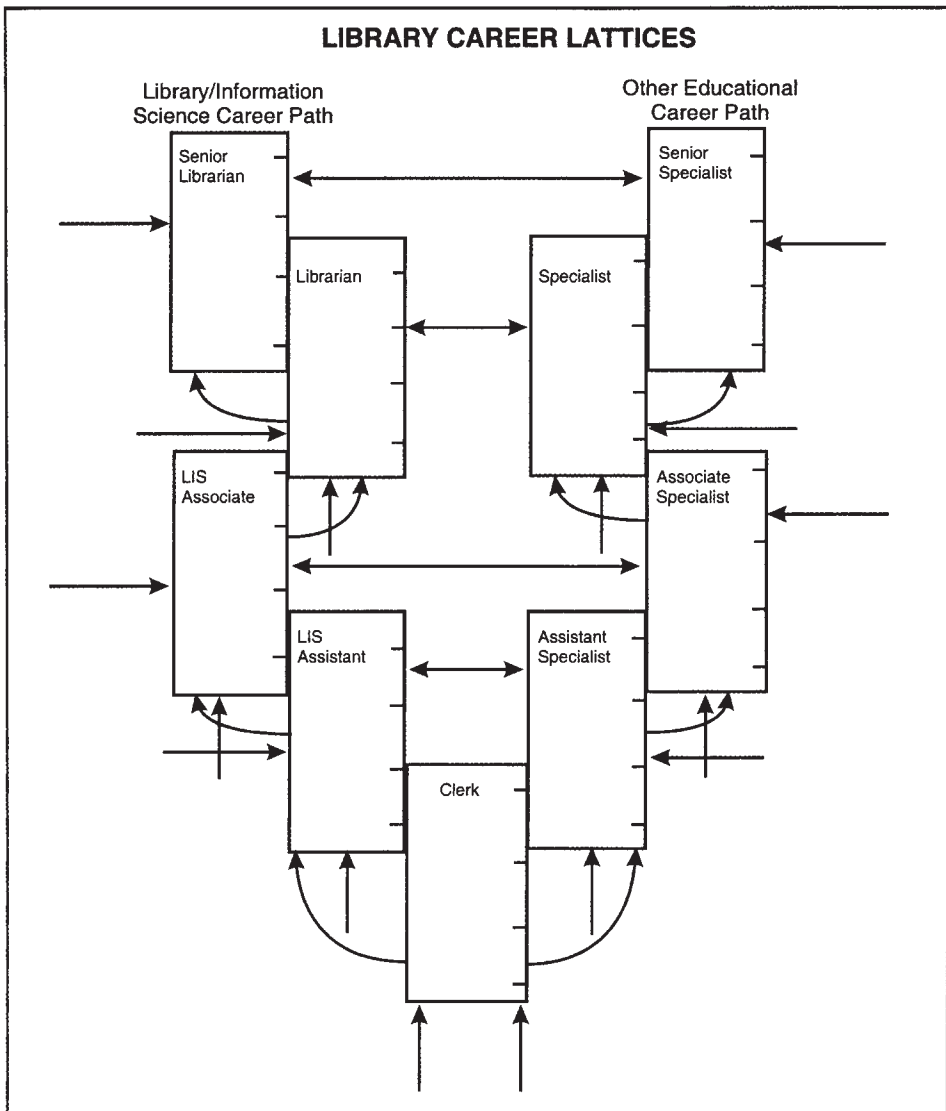 LIBRARY CAREER LATTICES
Library/Information
Science Career Path
Other Educational
Career Path
Senior
Librarian
Senior
Specialist
Librarian
Specialist
LIS
Associate
Associate
Specialist
LIS
Assistant
Assistant
Specialist
Clerk